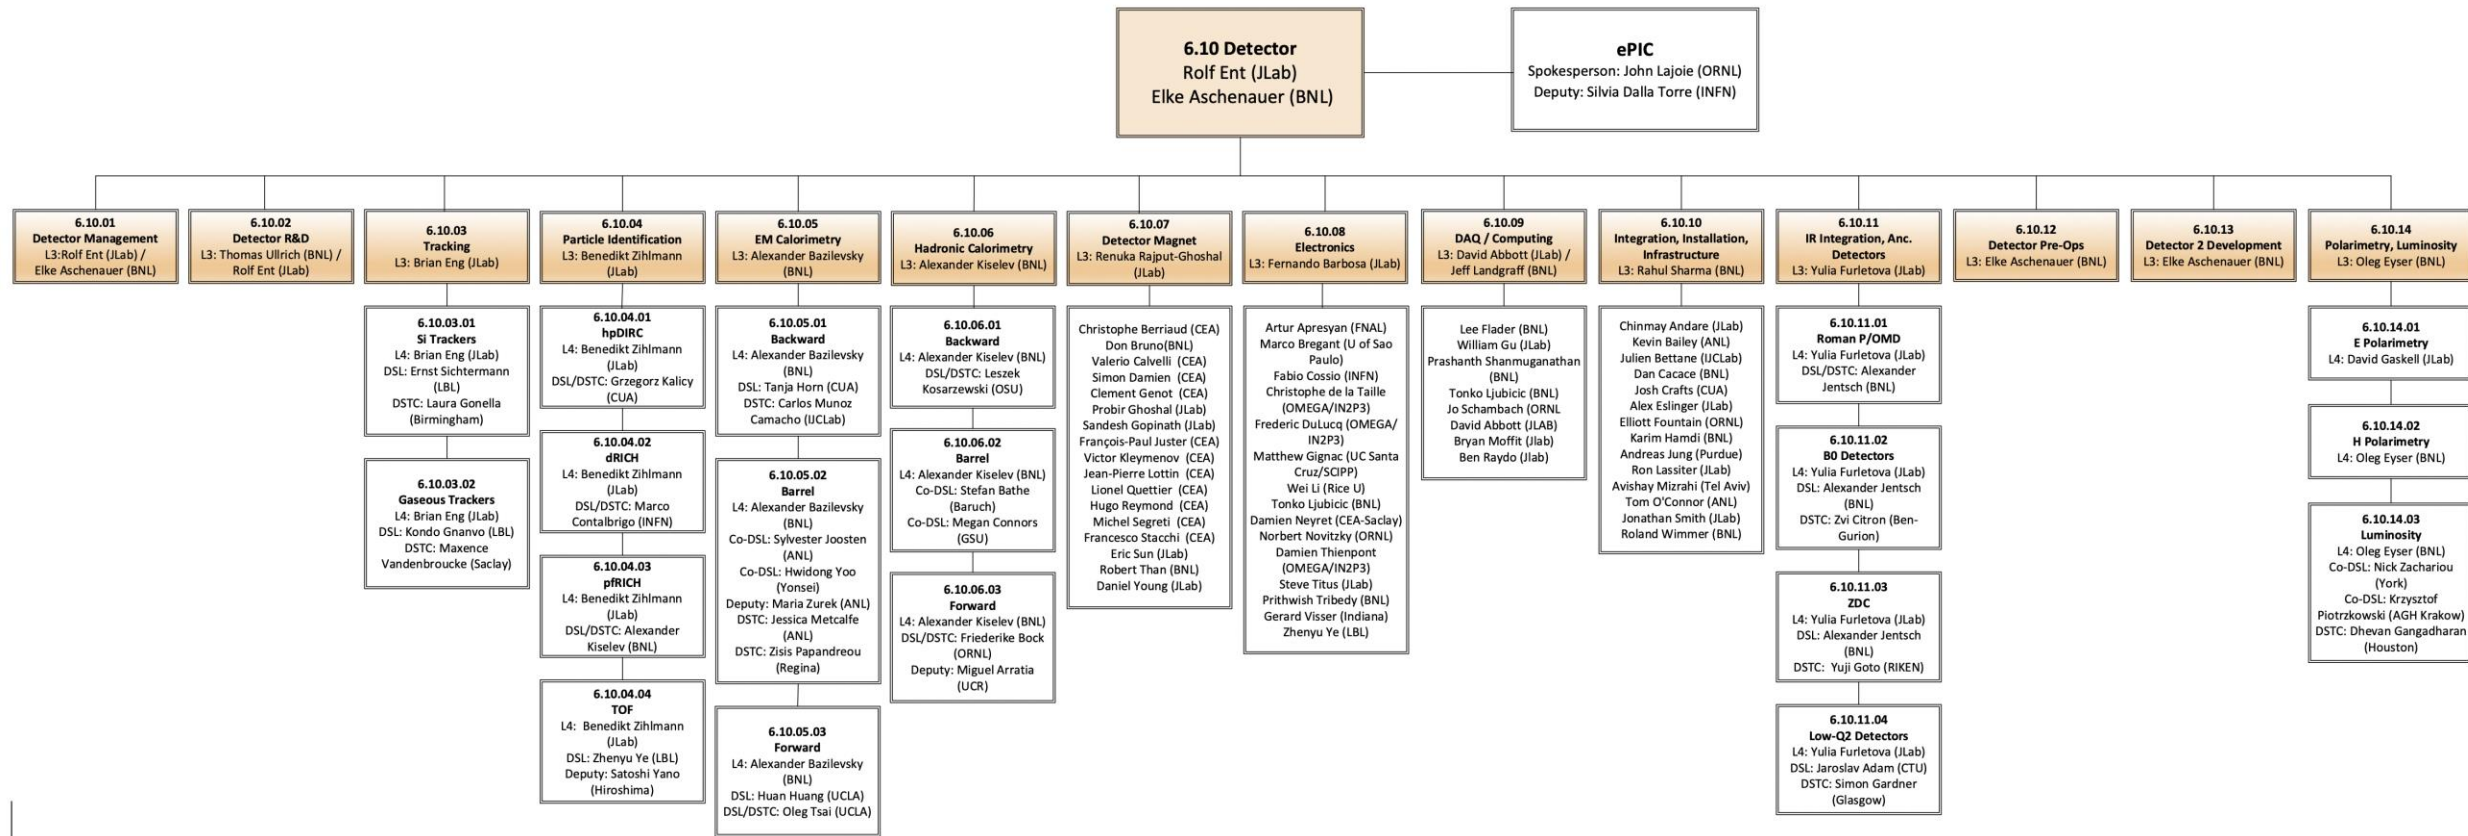 6.10 Detector
Rolf Ent (JLab)
Elke Aschenauer (BNL)
ePIC
Spokesperson: John Lajoie (ORNL)
Deputy: Silvia Dalla Torre (INFN)
6.10.01
Detector Management
L3:Rolf Ent (JLab) /
Elke Aschenauer (BNL)
6.10.02
Detector R&D
L3: Thomas Ullrich (BNL) /
Rolf Ent (JLab)
6.10.03
Tracking
L3: Brian Eng (JLab)
6.10.03.01
Si Trackers
L4: Brian Eng (JLab)
DSL: Ernst Sichtermann
(LBL)
DSTC: Laura Gonella
(Birmingham)
6.10.03.02
Gaseous Trackers
L4: Brian Eng (JLab)
DSL: Kondo Gnanvo (LBL)
DSTC: Maxence
Vandenbroucke (Saclay)
6.10.04
Particle Identification
L3: Benedikt Zihlmann
(JLab)
6.10.04.01
hpDIRC
L4: Benedikt Zihlmann
(JLab)
DSL/DSTC: Grzegorz Kalicy
(CUA)
6.10.04.02
dRICH
L4: Benedikt Zihlmann
(JLab)
DSL/DSTC: Marco
Contalbrigo (INFN)
6.10.04.03
pfRICH
L4: Benedikt Zihlmann
(JLab)
DSL/DSTC: Alexander
Kiselev (BNL)
6.10.04.04
TOF
L4: Benedikt Zihlmann
(JLab)
DSL: Zhenyu Ye (LBL)
Deputy: Satoshi Yano
(Hiroshima)
6.10.05
EM Calorimetry
L3: Alexander Bazilevsky
(BNL)
6.10.05.01
Backward
L4: Alexander Bazilevsky
(BNL)
DSL: Tanja Horn (CUA)
DSTC: Carlos Munoz
Camacho (IJCLab)
6.10.05.02
Barrel
L4: Alexander Bazilevsky
(BNL)
Co-DSL: Sylvester Joosten
(ANL)
Co-DSL: Hwidong Yoo
(Yonsei)
Deputy: Maria Zurek (ANL)
DSTC: Jessica Metcalfe
(ANL)
DSTC: Zisis Papandreou
(Regina)
6.10.05.03
Forward
L4: Alexander Bazilevsky
(BNL)
DSL: Huan Huang (UCLA)
DSL/DSTC: Oleg Tsai (UCLA)
6.10.06
Hadronic Calorimetry
L3: Alexander Kiselev (BNL)
6.10.06.01
Backward
L4: Alexander Kiselev (BNL)
DSL/DSTC: Leszek
Kosarzewski (OSU)
6.10.06.02
Barrel
L4: Alexander Kiselev (BNL)
Co-DSL: Stefan Bathe
(Baruch)
Co-DSL: Megan Connors
(GSU)
6.10.06.03
Forward
L4: Alexander Kiselev (BNL)
DSL/DSTC: Friederike Bock
(ORNL)
Deputy: Miguel Arratia
(UCR)
6.10.07
Detector Magnet
L3: Renuka Rajput-Ghoshal
(JLab)
Christophe Berriaud (CEA)
Don Bruno(BNL)
Valerio Calvelli (CEA)
Simon Damien (CEA)
Clement Genot (CEA)
Probir Ghoshal (JLab)
Sandesh Gopinath (JLab)
François-Paul Juster (CEA)
Victor Kleymenov (CEA)
Jean-Pierre Lottin (CEA)
Lionel Quettier (CEA)
Hugo Reymond (CEA)
Michel Segreti (CEA)
Francesco Stacchi (CEA)
Eric Sun (JLab)
Robert Than (BNL)
Daniel Young (JLab)
6.10.08
Electronics
L3: Fernando Barbosa (JLab)
Artur Apresyan (FNAL)
Marco Bregant (U of Sao
Paulo)
Fabio Cossio (INFN)
Christophe de la Taille
(OMEGA/IN2P3)
Frederic DuLucq (OMEGA/
IN2P3)
Matthew Gignac (UC Santa
Cruz/SCIPP)
Wei Li (Rice U)
Tonko Ljubicic (BNL)
Damien Neyret (CEA-Saclay)
Norbert Novitzky (ORNL)
Damien Thienpont
(OMEGA/IN2P3)
Steve Titus (JLab)
Prithwish Tribedy (BNL)
Gerard Visser (Indiana)
Zhenyu Ye (LBL)
6.10.09
DAQ / Computing
L3: David Abbott (JLab) /
Jeff Landgraff (BNL)
Lee Flader (BNL)
William Gu (JLab)
Prashanth Shanmuganathan
(BNL)
Tonko Ljubicic (BNL)
Jo Schambach (ORNL
David Abbott (JLAB)
Bryan Moffit (Jlab)
Ben Raydo (Jlab)
6.10.10
Integration, Installation,
Infrastructure
L3: Rahul Sharma (BNL)
Chinmay Andare (JLab)
Kevin Bailey (ANL)
Julien Bettane (IJCLab)
Dan Cacace (BNL)
Josh Crafts (CUA)
Alex Eslinger (JLab)
Elliott Fountain (ORNL)
Karim Hamdi (BNL)
Andreas Jung (Purdue)
Ron Lassiter (JLab)
Avishay Mizrahi (Tel Aviv)
Tom O'Connor (ANL)
Jonathan Smith (JLab)
Roland Wimmer (BNL)
6.10.11
IR Integration, Anc.
Detectors
L3: Yulia Furletova (JLab)
6.10.11.01
Roman P/OMD
L4: Yulia Furletova (JLab)
DSL/DSTC: Alexander
Jentsch (BNL)
6.10.11.02
B0 Detectors
L4: Yulia Furletova (JLab)
DSL: Alexander Jentsch
(BNL)
DSTC: Zvi Citron (Ben-
Gurion)
6.10.11.03
ZDC
L4: Yulia Furletova (JLab)
DSL: Alexander Jentsch
(BNL)
DSTC: Yuji Goto (RIKEN)
6.10.11.04
Low-Q2 Detectors
L4: Yulia Furletova (JLab)
DSL: Jaroslav Adam (CTU)
DSTC: Simon Gardner
(Glasgow)
6.10.12
Detector Pre-Ops
L3: Elke Aschenauer (BNL)
6.10.13
Detector 2 Development
L3: Elke Aschenauer (BNL)
6.10.14
Polarimetry, Luminosity
L3: Oleg Eyser (BNL)
6.10.14.01
E Polarimetry
L4: David Gaskell (JLab)
6.10.14.02
H Polarimetry
L4: Oleg Eyser (BNL)
6.10.14.03
Luminosity
L4: Oleg Eyser (BNL)
Co-DSL: Nick Zachariou
(York)
Co-DSL: Krzysztof
Piotrzkowski (AGH Krakow)
DSTC: Dhevan Gangadharan
(Houston)